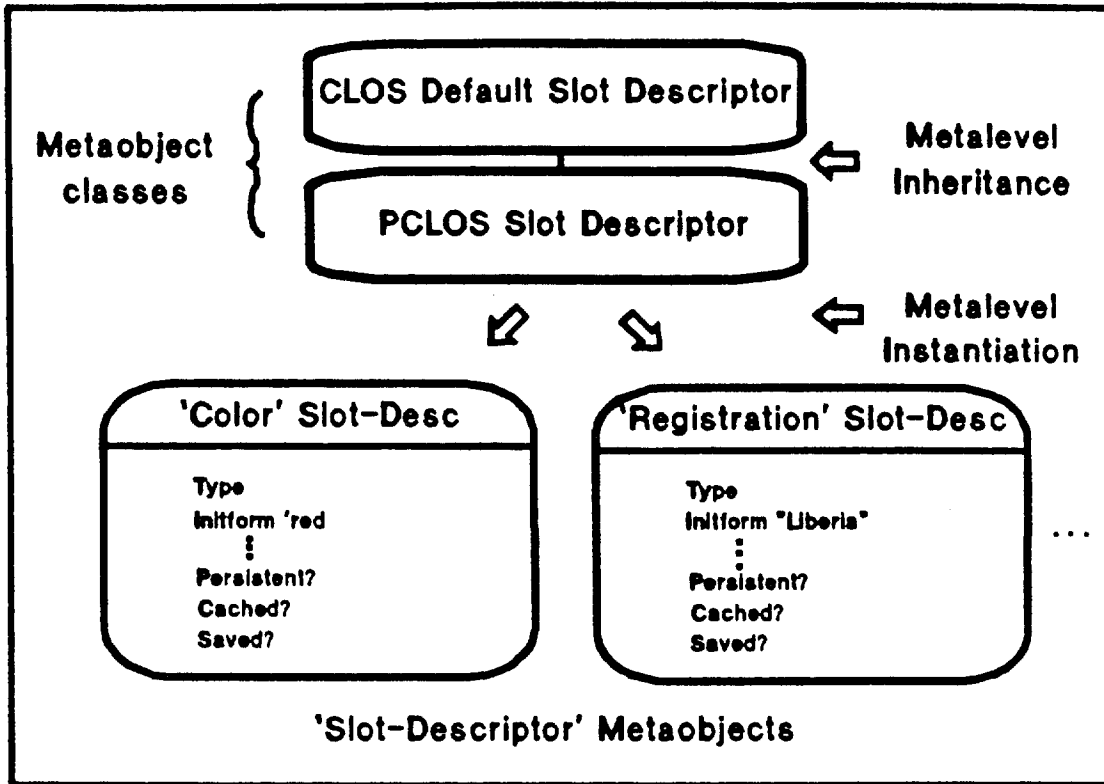 CLOS Default Slot Descriptor
Metaobject
classes
Metalevel
Inheritance
PCLOS Slot Descriptor
Metalevel
Instantiation
'Color' Slot-Desc
Type
Initform 'red
Persistent?
Cached?
Saved?
'Registration' Slot-Desc
Type
Initform "Liberia"
Persistent?
Cached?
Saved?
...
'Slot-Descriptor' Metaobjects